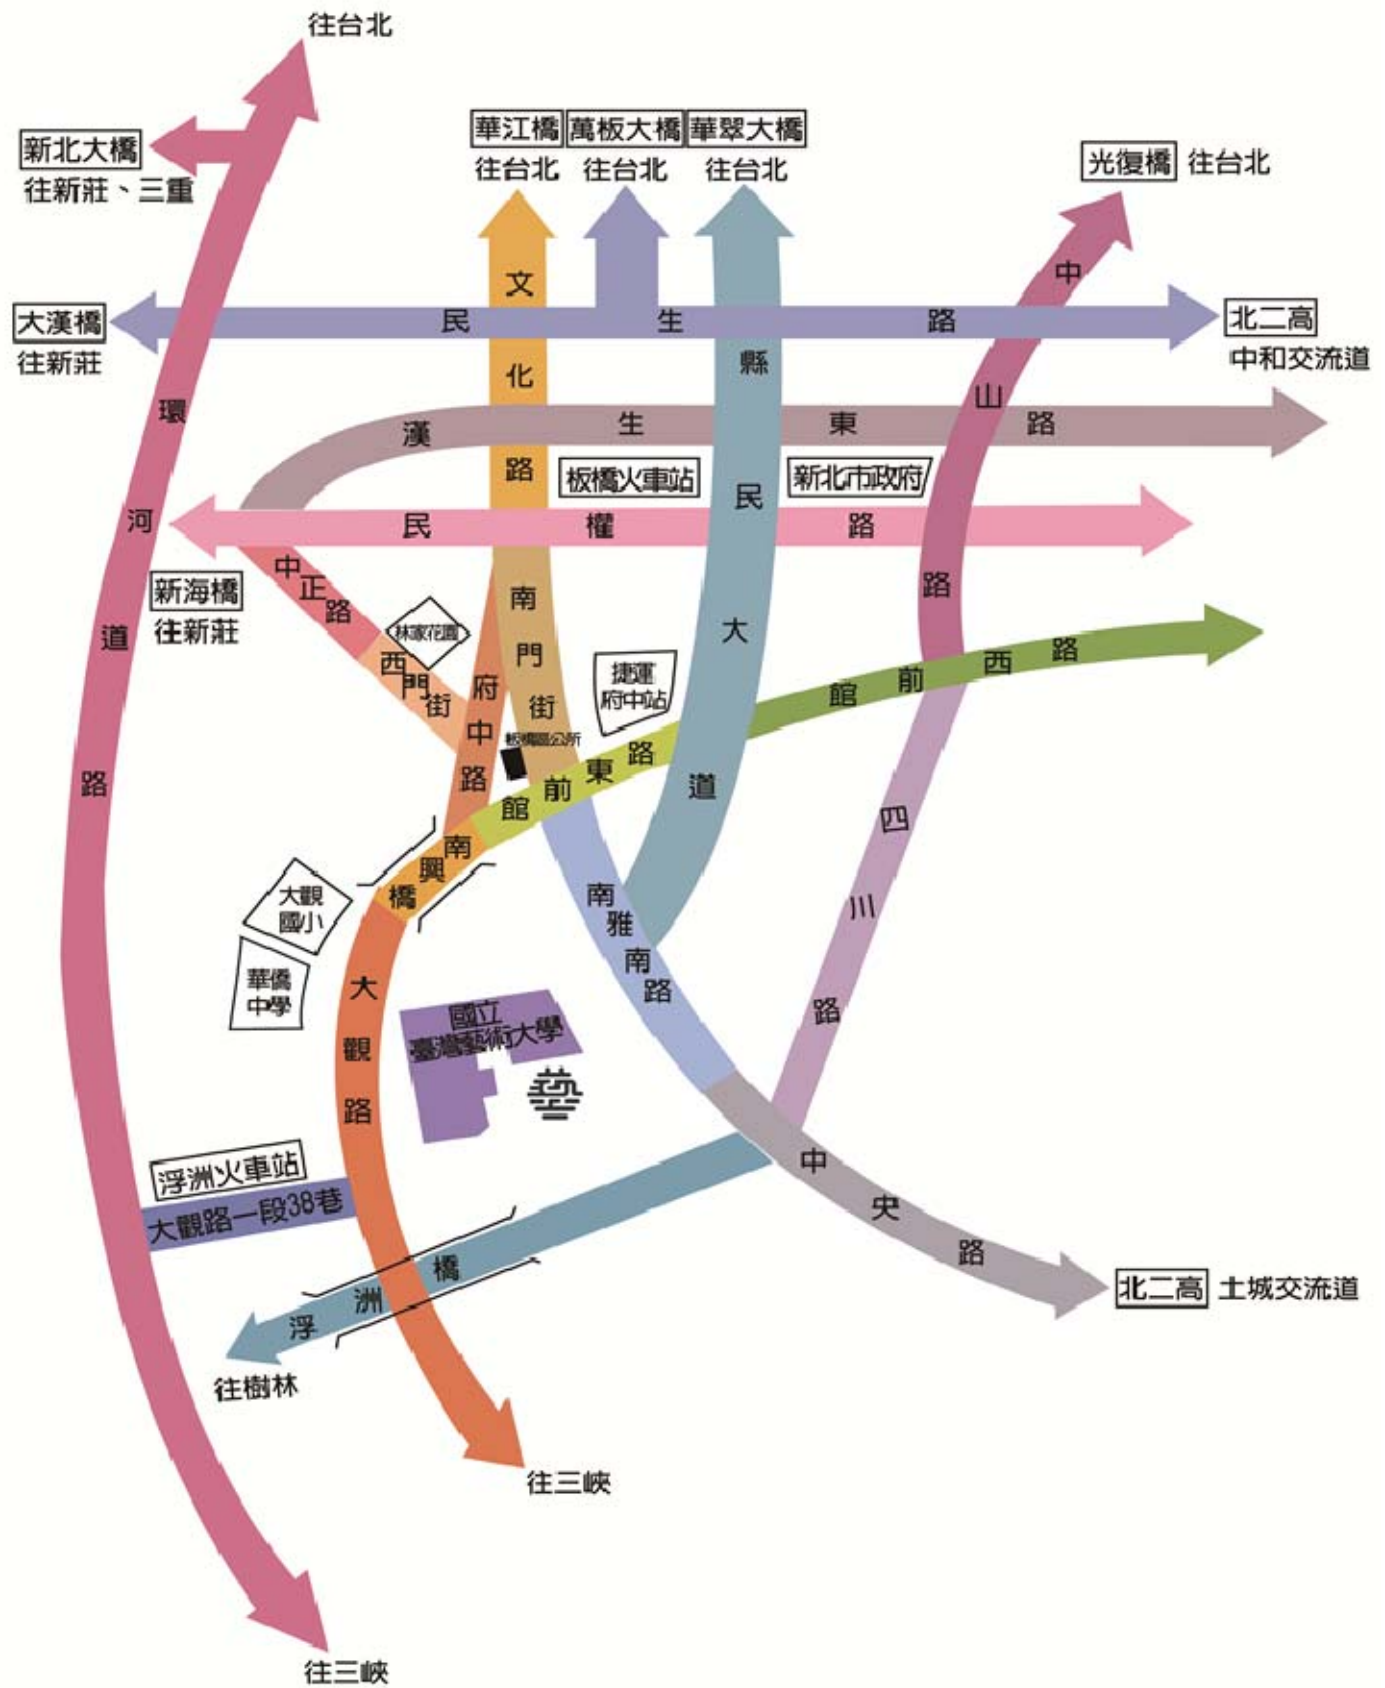 往台北
華江橋
萬板大橋
華翠大橋
往台北
往台北
往台北
新北大橋
往新莊、三重
光復橋 往台北
大漢橋
往新莊
民生路
北二高
中和交流道
文化路
縣民大道
中山路
環河道路
漢生東路
板橋火車站
新北市政府
民權路
新海橋
往新莊
中正路
林家花園
西門街
府中路
南門街
捷運
府中站
板橋區公所
館前西路
館前東路
南興橋
四川路
南雅南路
大觀
國小
華僑
中學
大觀路
國立
臺灣藝術大學
浮洲火車站
大觀路一段38巷
中央路
浮洲橋
往樹林
北二高 土城交流道
往三峽
往三峽